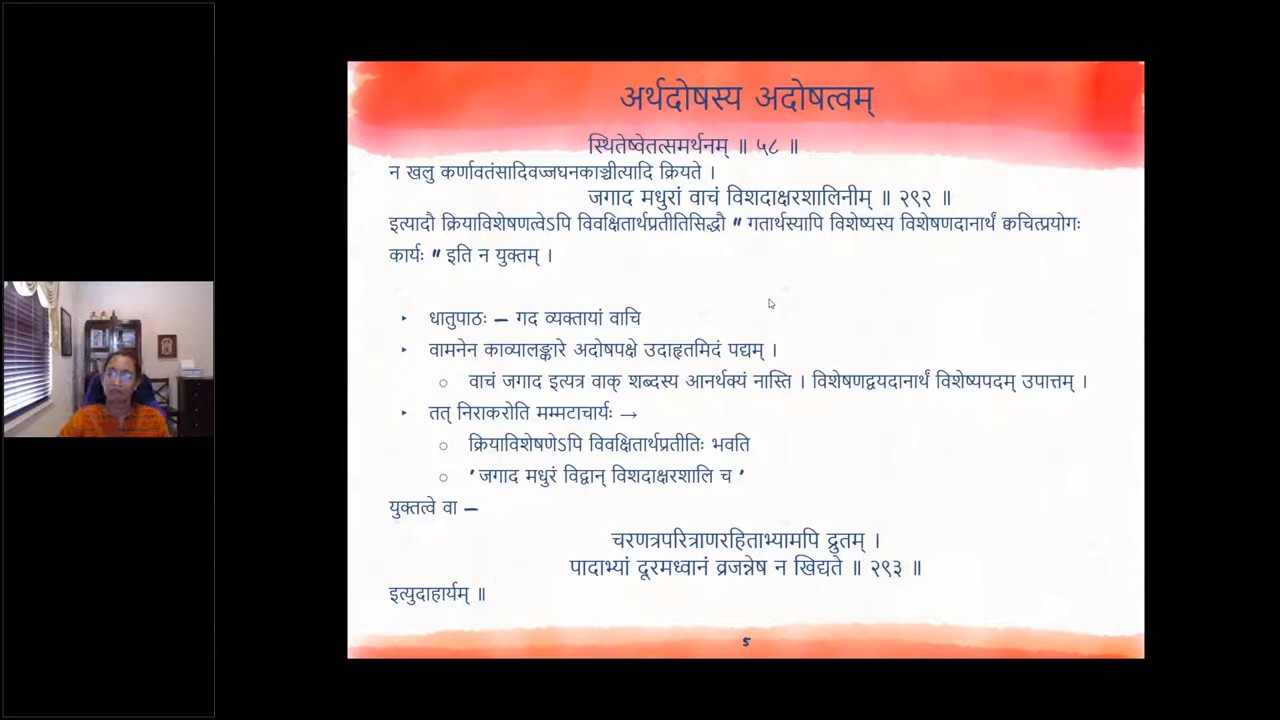 अर्थदोषस्य अदोषत्वम्
स्थितेष्वेतत्समर्थनम् ॥ ५८ ॥
न खलु कर्णावतंसादिवज्जघनकाञ्चीत्यादि क्रियते ।
जगाद मधुरां वाचं विशदाक्षरशालिनीम् ॥ २९२ ॥
इत्यादौ क्रियाविशेषणत्वेऽपि विवक्षितार्थप्रतीतिसिद्धौ " गतार्थस्यापि विशेष्यस्य विशेषणदानार्थं क्वचित्प्रयोगः
कार्यः " इति न युक्तम् ।
‣ धातुपाठः – गद व्यक्तायां वाचि
‣ वामनेन काव्यालङ्कारे अदोषपक्षे उदाहृतमिदं पद्यम् ।
○ वाचं जगाद इत्यत्र वाक् शब्दस्य आनर्थक्यं नास्ति । विशेषणद्वयदानार्थं विशेष्यपदम् उपात्तम् ।
‣ तत् निराकरोति मम्मटाचार्यः →
○ क्रियाविशेषणेऽपि विवक्षितार्थप्रतीतिः भवति
○ ' जगाद मधुरं विद्वान् विशदाक्षरशालि च '
युक्तत्वे वा –
चरणत्रपरित्राणरहिताभ्यामपि द्रुतम् ।
पादाभ्यां दूरमध्वानं व्रजन्नेष न खिद्यते ॥ २९३ ॥
इत्युदाहार्यम् ॥
5